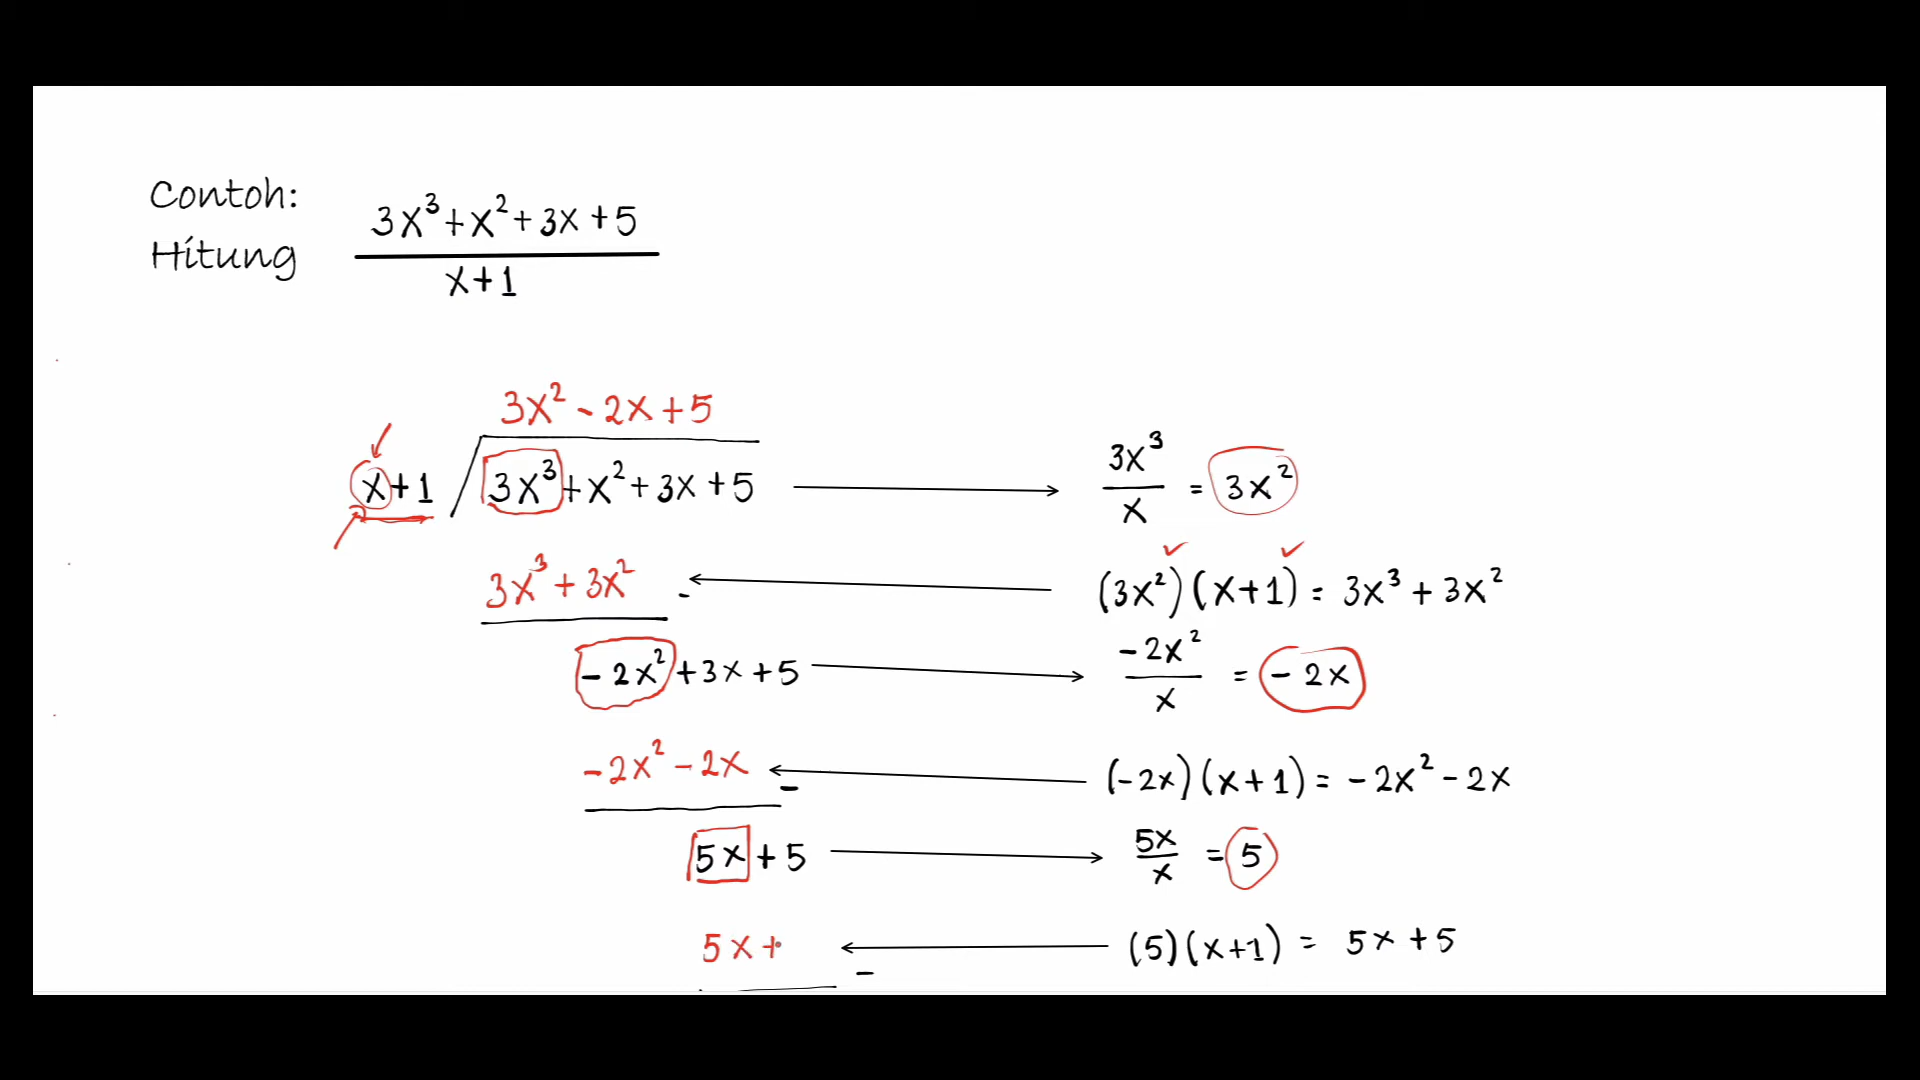 Contoh:
Hitung
3x³+x²+3x+5
x+1
3x²-2x+5
x+1 3x³+x²+3x+5
3x³/x = 3x²
3x³+3x² -
(3x²)(x+1) = 3x³+3x²
-2x²+3x+5
-2x²/x = -2x
-2x²-2x -
(-2x)(x+1) = -2x²-2x
5x+5
5x/x = 5
5x+ -
(5)(x+1) = 5x+5